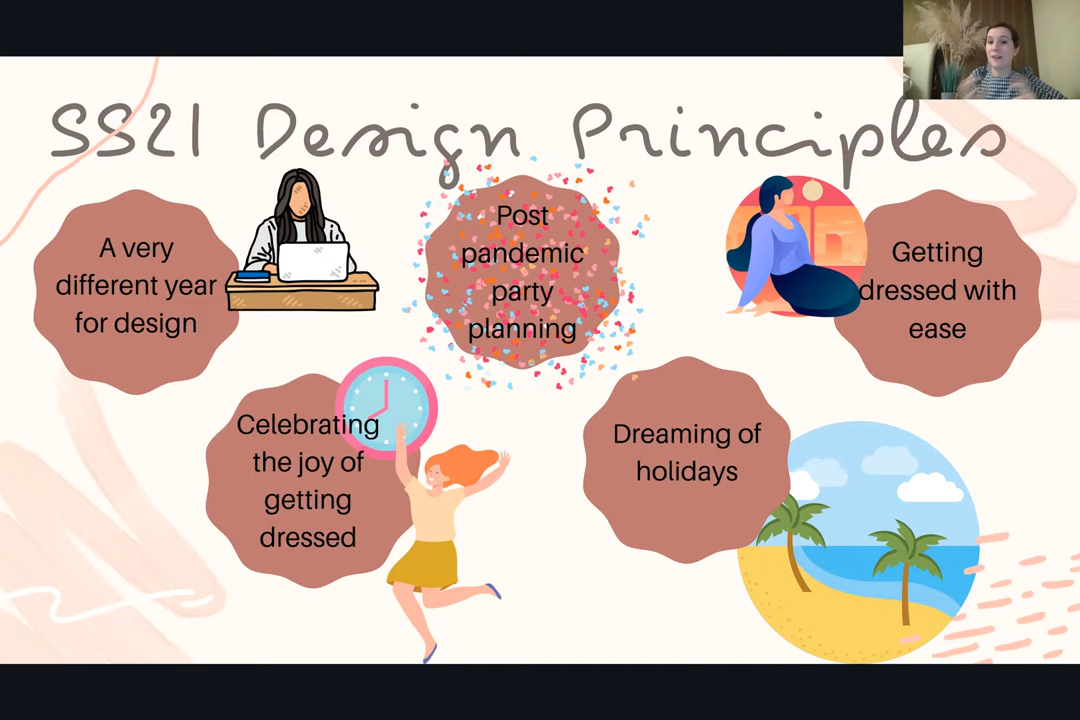 SS21 Design Principles
A very
different year
for design
Post
pandemic
party
planning
Getting
dressed with
ease
Celebrating
the joy of
getting
dressed
Dreaming of
holidays